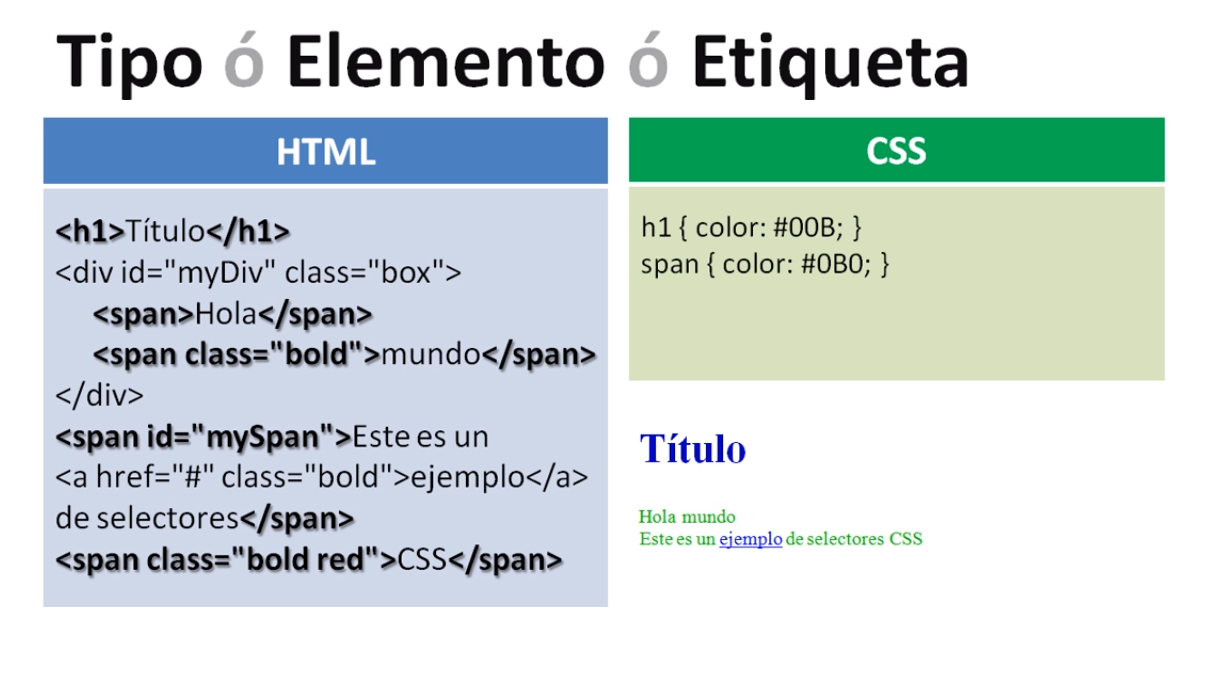 Tipo ó Elemento ó Etiqueta
HTML
<h1>Título</h1>
<div id="myDiv" class="box">
<span>Hola</span>
<span class="bold">mundo</span>
</div>
<span id="mySpan">Este es un
<a href="#" class="bold">ejemplo</a>
de selectores</span>
<span class="bold red">CSS</span>
CSS
h1 { color: #00B; }
span { color: #0B0; }
Título
Hola mundo
Este es un ejemplo de selectores CSS